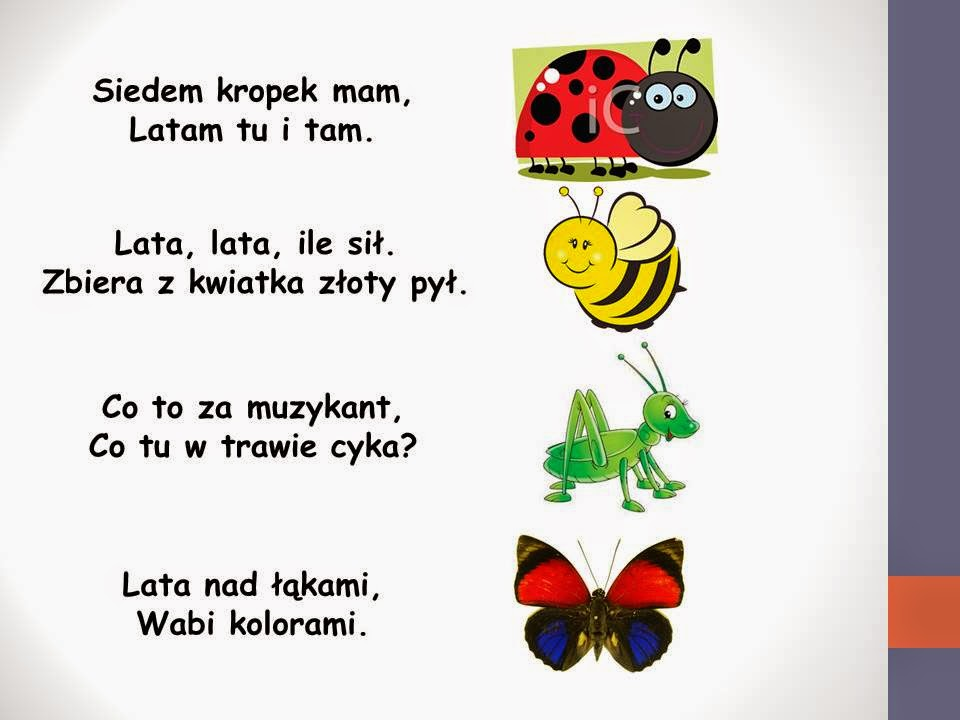 Siedem kropek mam,
Latam tu i tam.
iC
Lata, lata, ile sił.
Zbiera z kwiatka złoty pył.
Co to za muzykant,
Co tu w trawie cyka?
Lata nad łąkami,
Wabi kolorami.